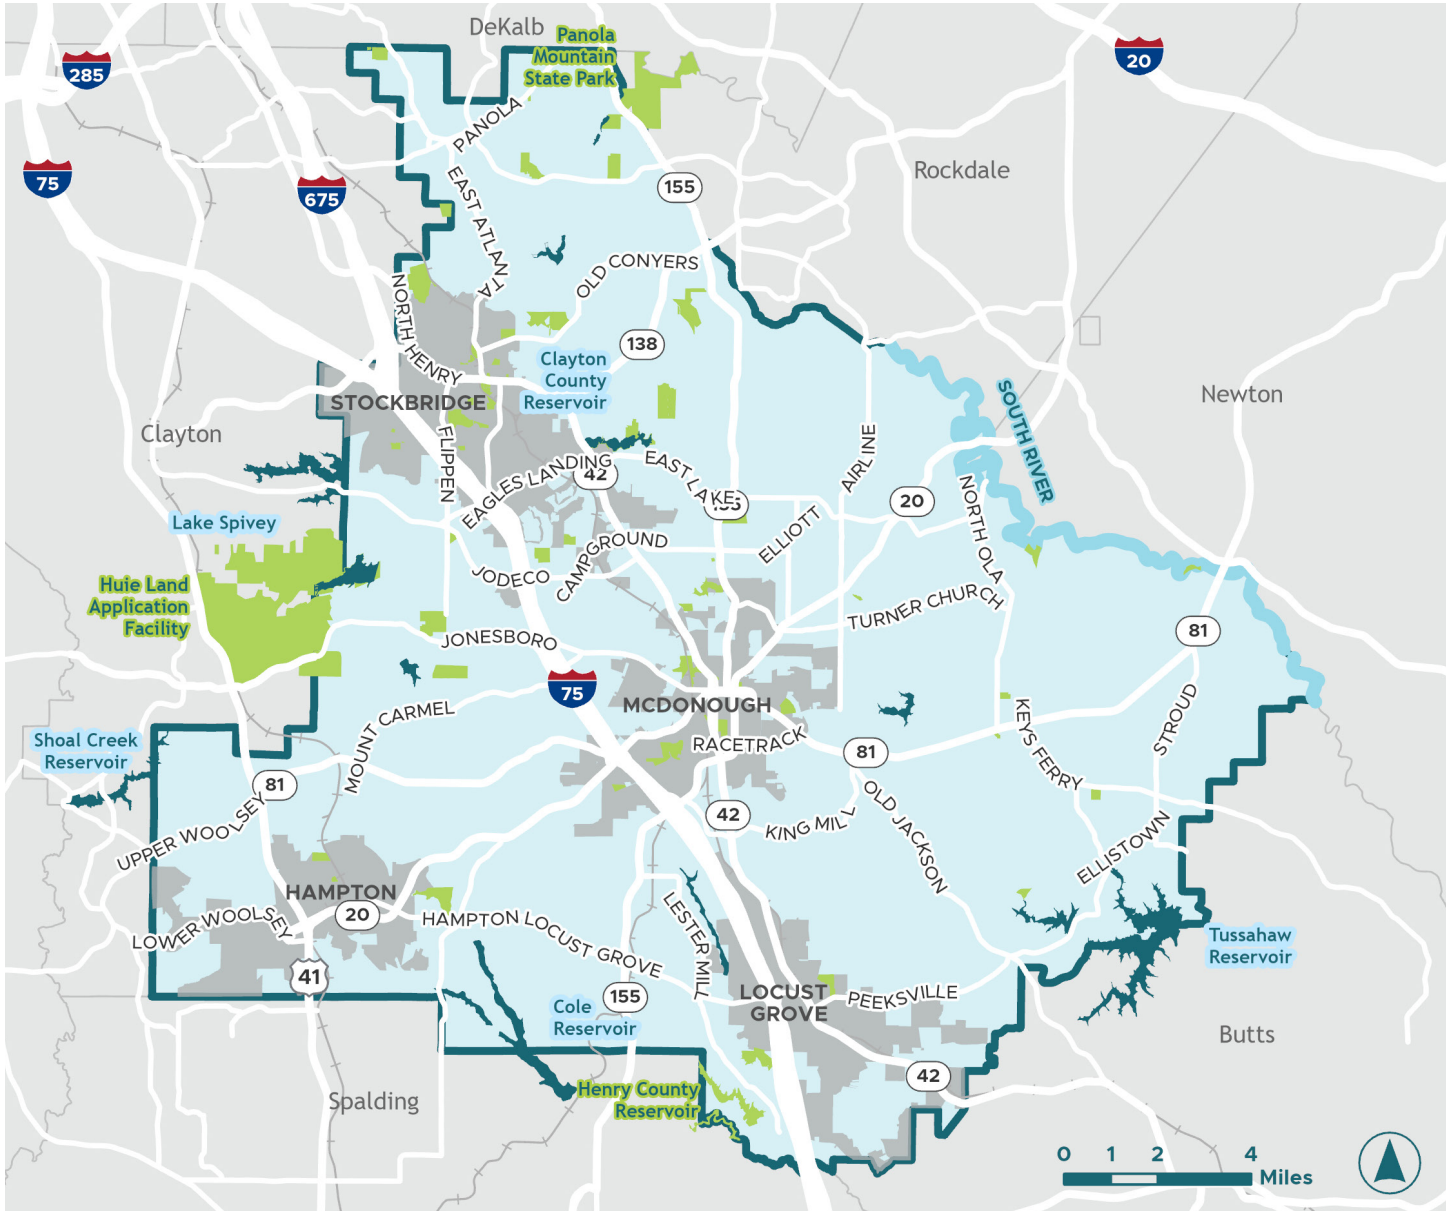 DeKalb
Panola
Mountain
State Park
285
20
75
675
155
Rockdale
PANOLA
EAST ATLANTA
OLD CONYERS
NORTH HENRY
138
Clayton
County
Reservoir
STOCKBRIDGE
Newton
SOUTH RIVER
Clayton
FLIPPEN
EAGLES LANDING
42
EAST LAKE
155
AIRLINE
20
Lake Spivey
ELLIOTT
NORTH OLA
CAMPGROUND
JODECO
Huie Land
Application
Facility
TURNER CHURCH
JONESBORO
81
75
MCDONOUGH
MOUNT CARMEL
RACETRACK
KEYS FERRY
STROUD
Shoal Creek
Reservoir
81
81
42
KING MILL
OLD JACKSON
UPPER WOOLSEY
ELLISTOWN
HAMPTON
20
HAMPTON LOCUST GROVE
LESTER MILL
LOWER WOOLSEY
Tussahaw
Reservoir
41
155
LOCUST
GROVE
PEEKSVILLE
Cole
Reservoir
Butts
42
Henry County
Reservoir
Spalding
0 1 2 4
Miles